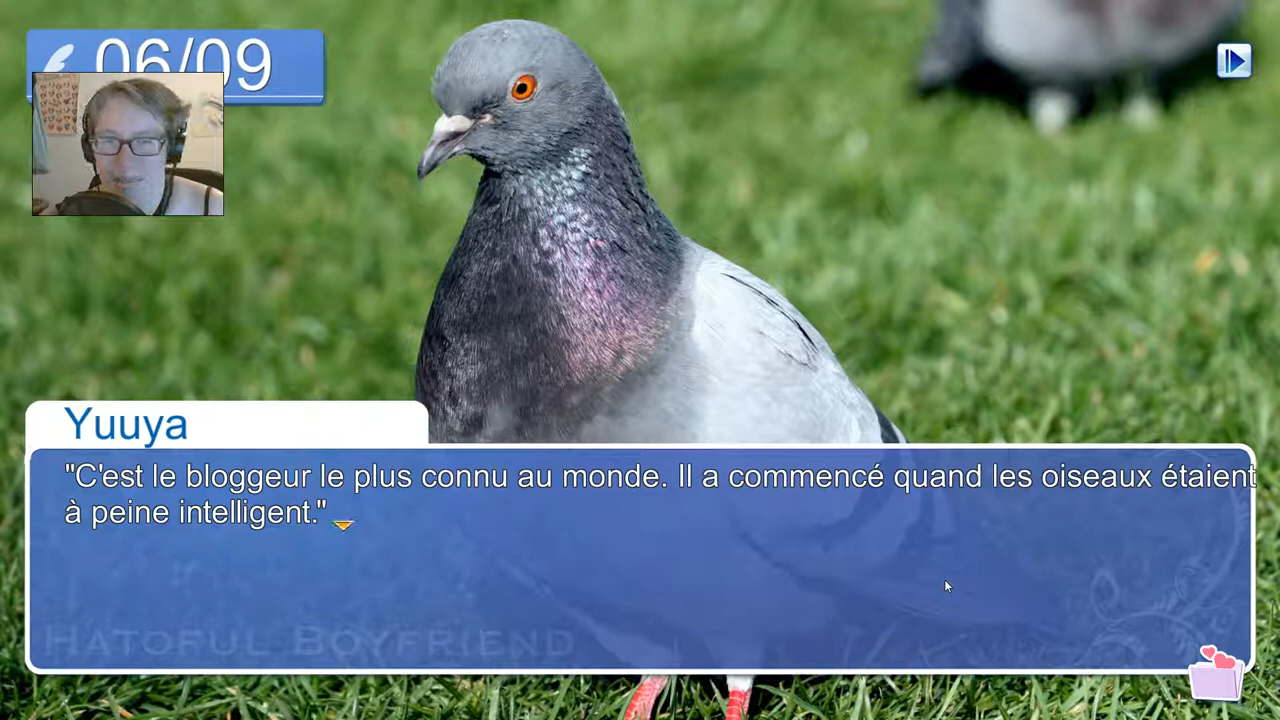 06/09
Yuuya
"C'est le bloggeur le plus connu au monde. Il a commencé quand les oiseaux étaient
à peine intelligent."
HATOFUL BOYFRIEND